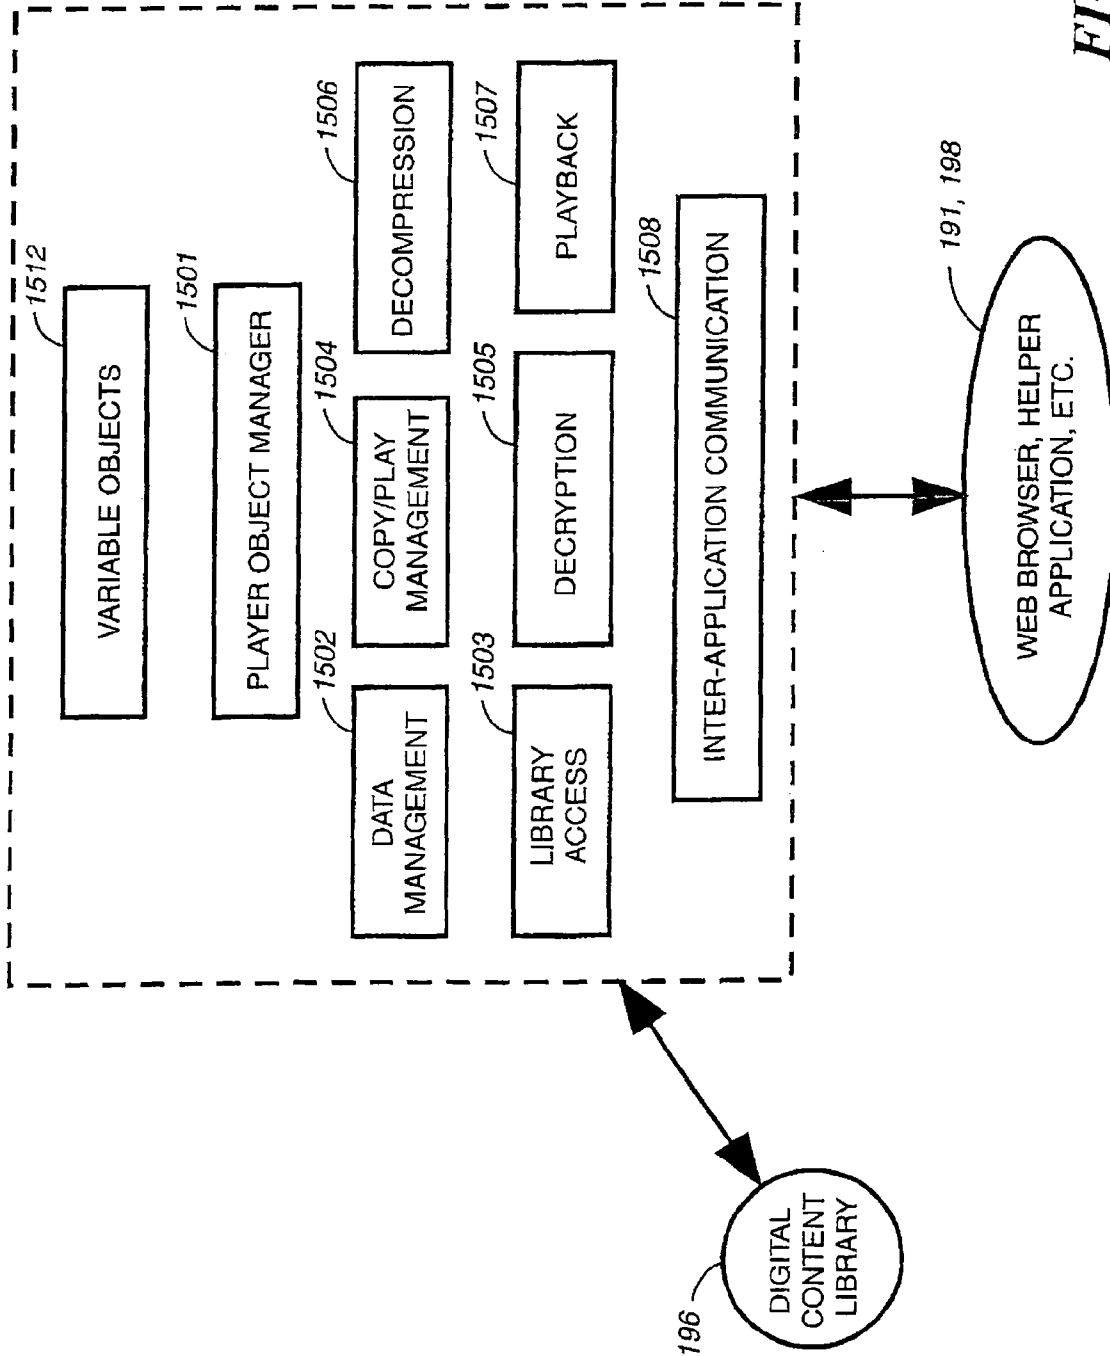 1512
VARIABLE OBJECTS
1501
PLAYER OBJECT MANAGER
1502
DATA
MANAGEMENT
1504
COPY/PLAY
MANAGEMENT
1506
DECOMPRESSION
1503
LIBRARY
ACCESS
1505
DECRYPTION
1507
PLAYBACK
1508
INTER-APPLICATION COMMUNICATION
196
DIGITAL
CONTENT
LIBRARY
191, 198
WEB BROWSER, HELPER
APPLICATION, ETC.